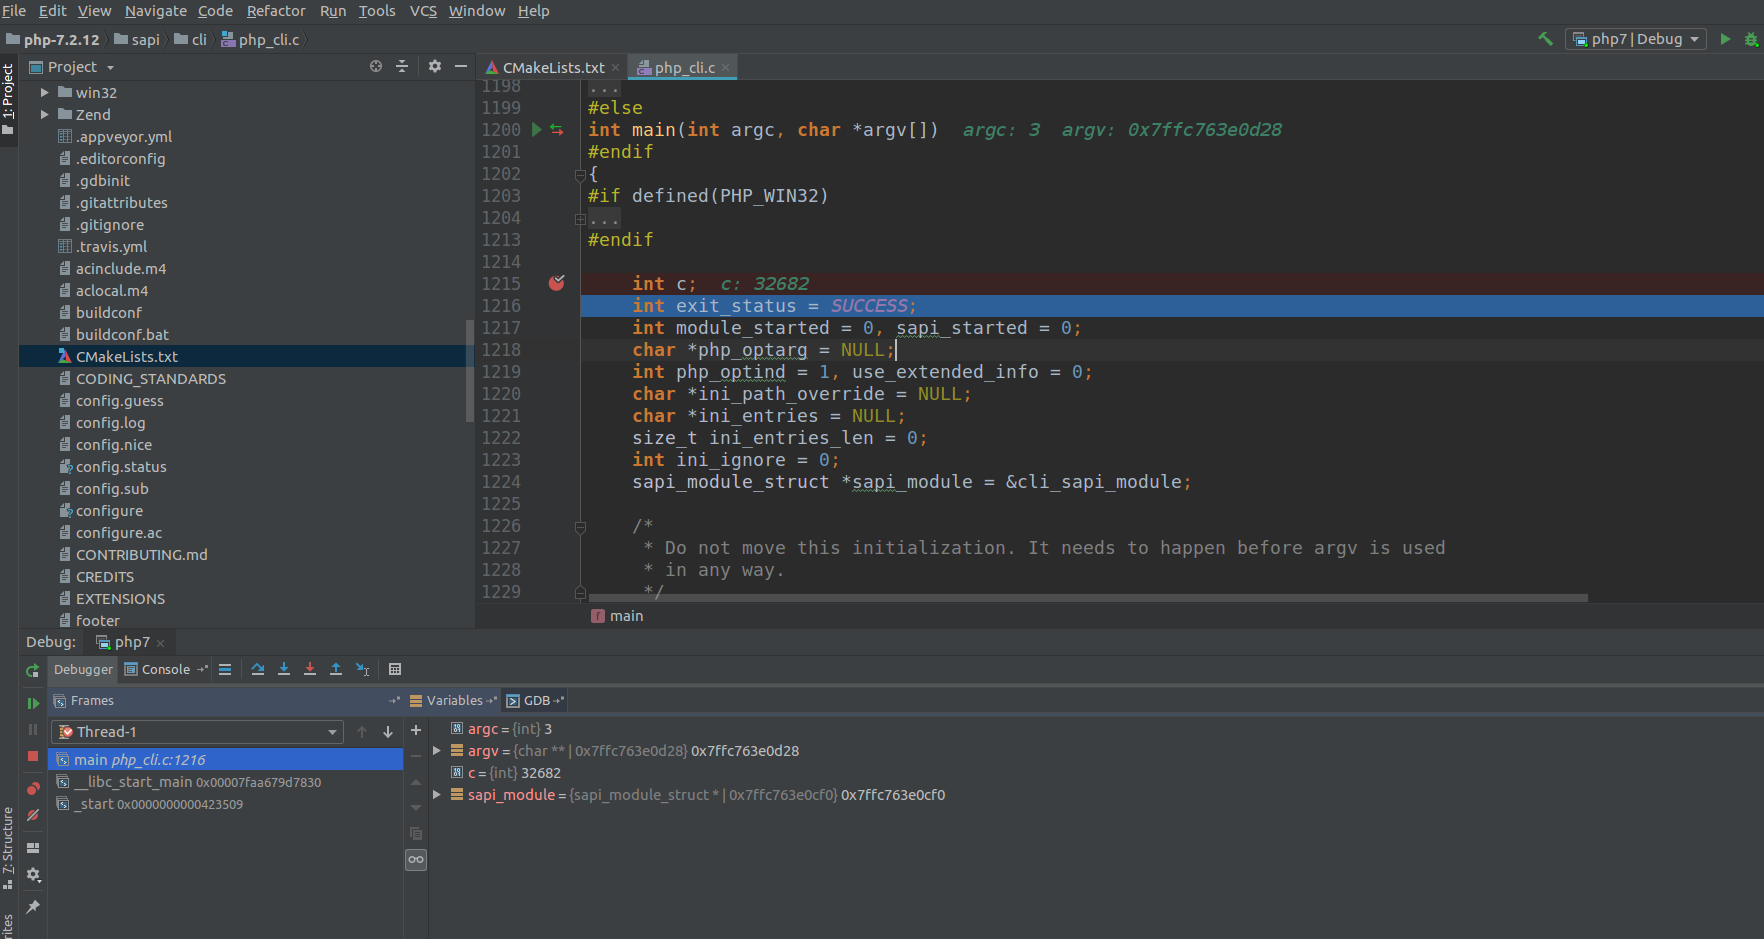 File Edit View Navigate Code Refactor Run Tools VCS Window Help
php-7.2.12 sapi cli php_cli.c
php7 | Debug
1: Project
Project
CMakeLists.txt
php_cli.c
win32
Zend
.appveyor.yml
.editorconfig
.gdbinit
.gitattributes
.gitignore
.travis.yml
acinclude.m4
aclocal.m4
buildconf
buildconf.bat
CMakeLists.txt
CODING_STANDARDS
config.guess
config.log
config.nice
config.status
config.sub
configure
configure.ac
CONTRIBUTING.md
CREDITS
EXTENSIONS
footer
1198 ...
1199 #else
1200 int main(int argc, char *argv[]) argc: 3 argv: 0x7ffc763e0d28
1201 #endif
1202 {
1203 #if defined(PHP_WIN32)
1204 ...
1213 #endif
1214
1215 int c; c: 32682
1216 int exit_status = SUCCESS;
1217 int module_started = 0, sapi_started = 0;
1218 char *php_optarg = NULL;
1219 int php_optind = 1, use_extended_info = 0;
1220 char *ini_path_override = NULL;
1221 char *ini_entries = NULL;
1222 size_t ini_entries_len = 0;
1223 int ini_ignore = 0;
1224 sapi_module_struct *sapi_module = &cli_sapi_module;
1225
1226 /*
1227 * Do not move this initialization. It needs to happen before argv is used
1228 * in any way.
1229 */
main
Debug: php7
Debugger Console
Frames
Variables GDB
Thread-1
main php_cli.c:1216
__libc_start_main 0x00007faa679d7830
_start 0x0000000000423509
argc = {int} 3
argv = {char ** | 0x7ffc763e0d28} 0x7ffc763e0d28
c = {int} 32682
sapi_module = {sapi_module_struct * | 0x7ffc763e0cf0} 0x7ffc763e0cf0
7: Structure